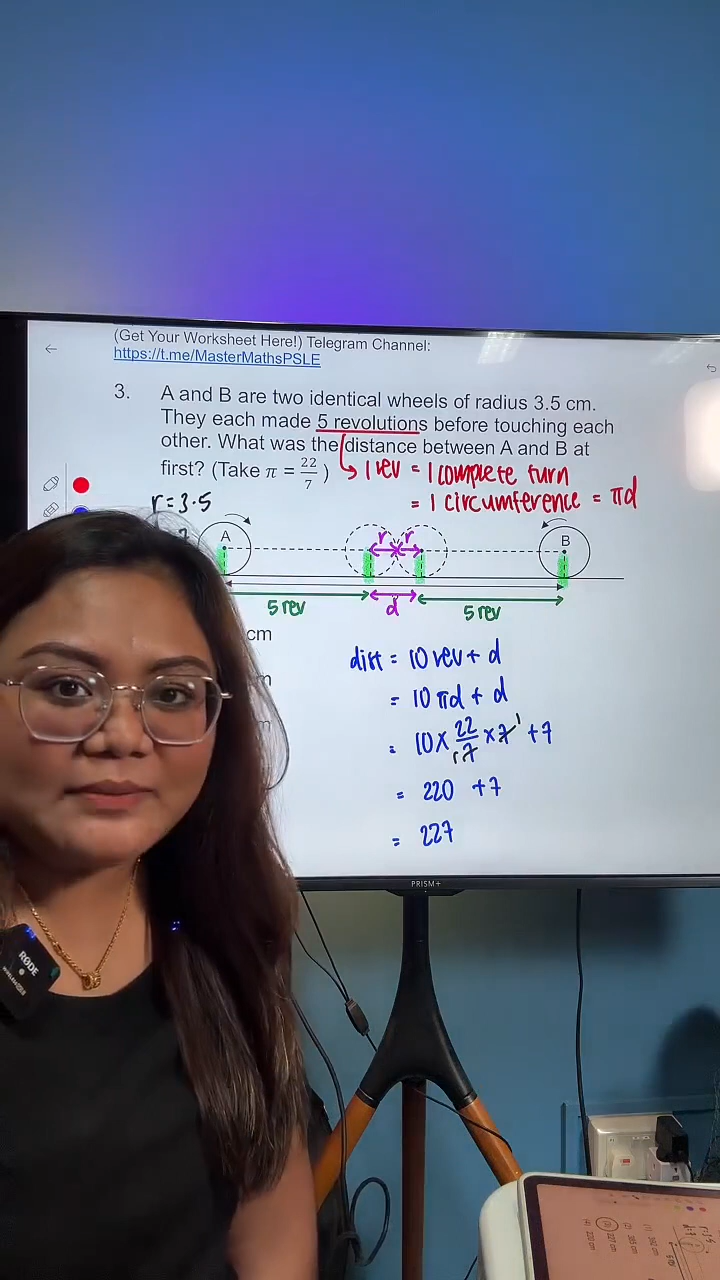 (Get Your Worksheet Here!) Telegram Channel:
https://t.me/MasterMathsPSLE
3. A and B are two identical wheels of radius 3.5 cm.
They each made 5 revolutions before touching each
other. What was the distance between A and B at
first? (Take π = 22/7)
1 rev = 1 complete turn
= 1 circumference = πd
r = 3.5
A
r
r
B
5 rev
d
5 rev
cm
dist = 10 rev + d
= 10 πd + d
= 10 × 22/7 × 7 + 7
= 220 + 7
= 227
PRISM+
RØDE